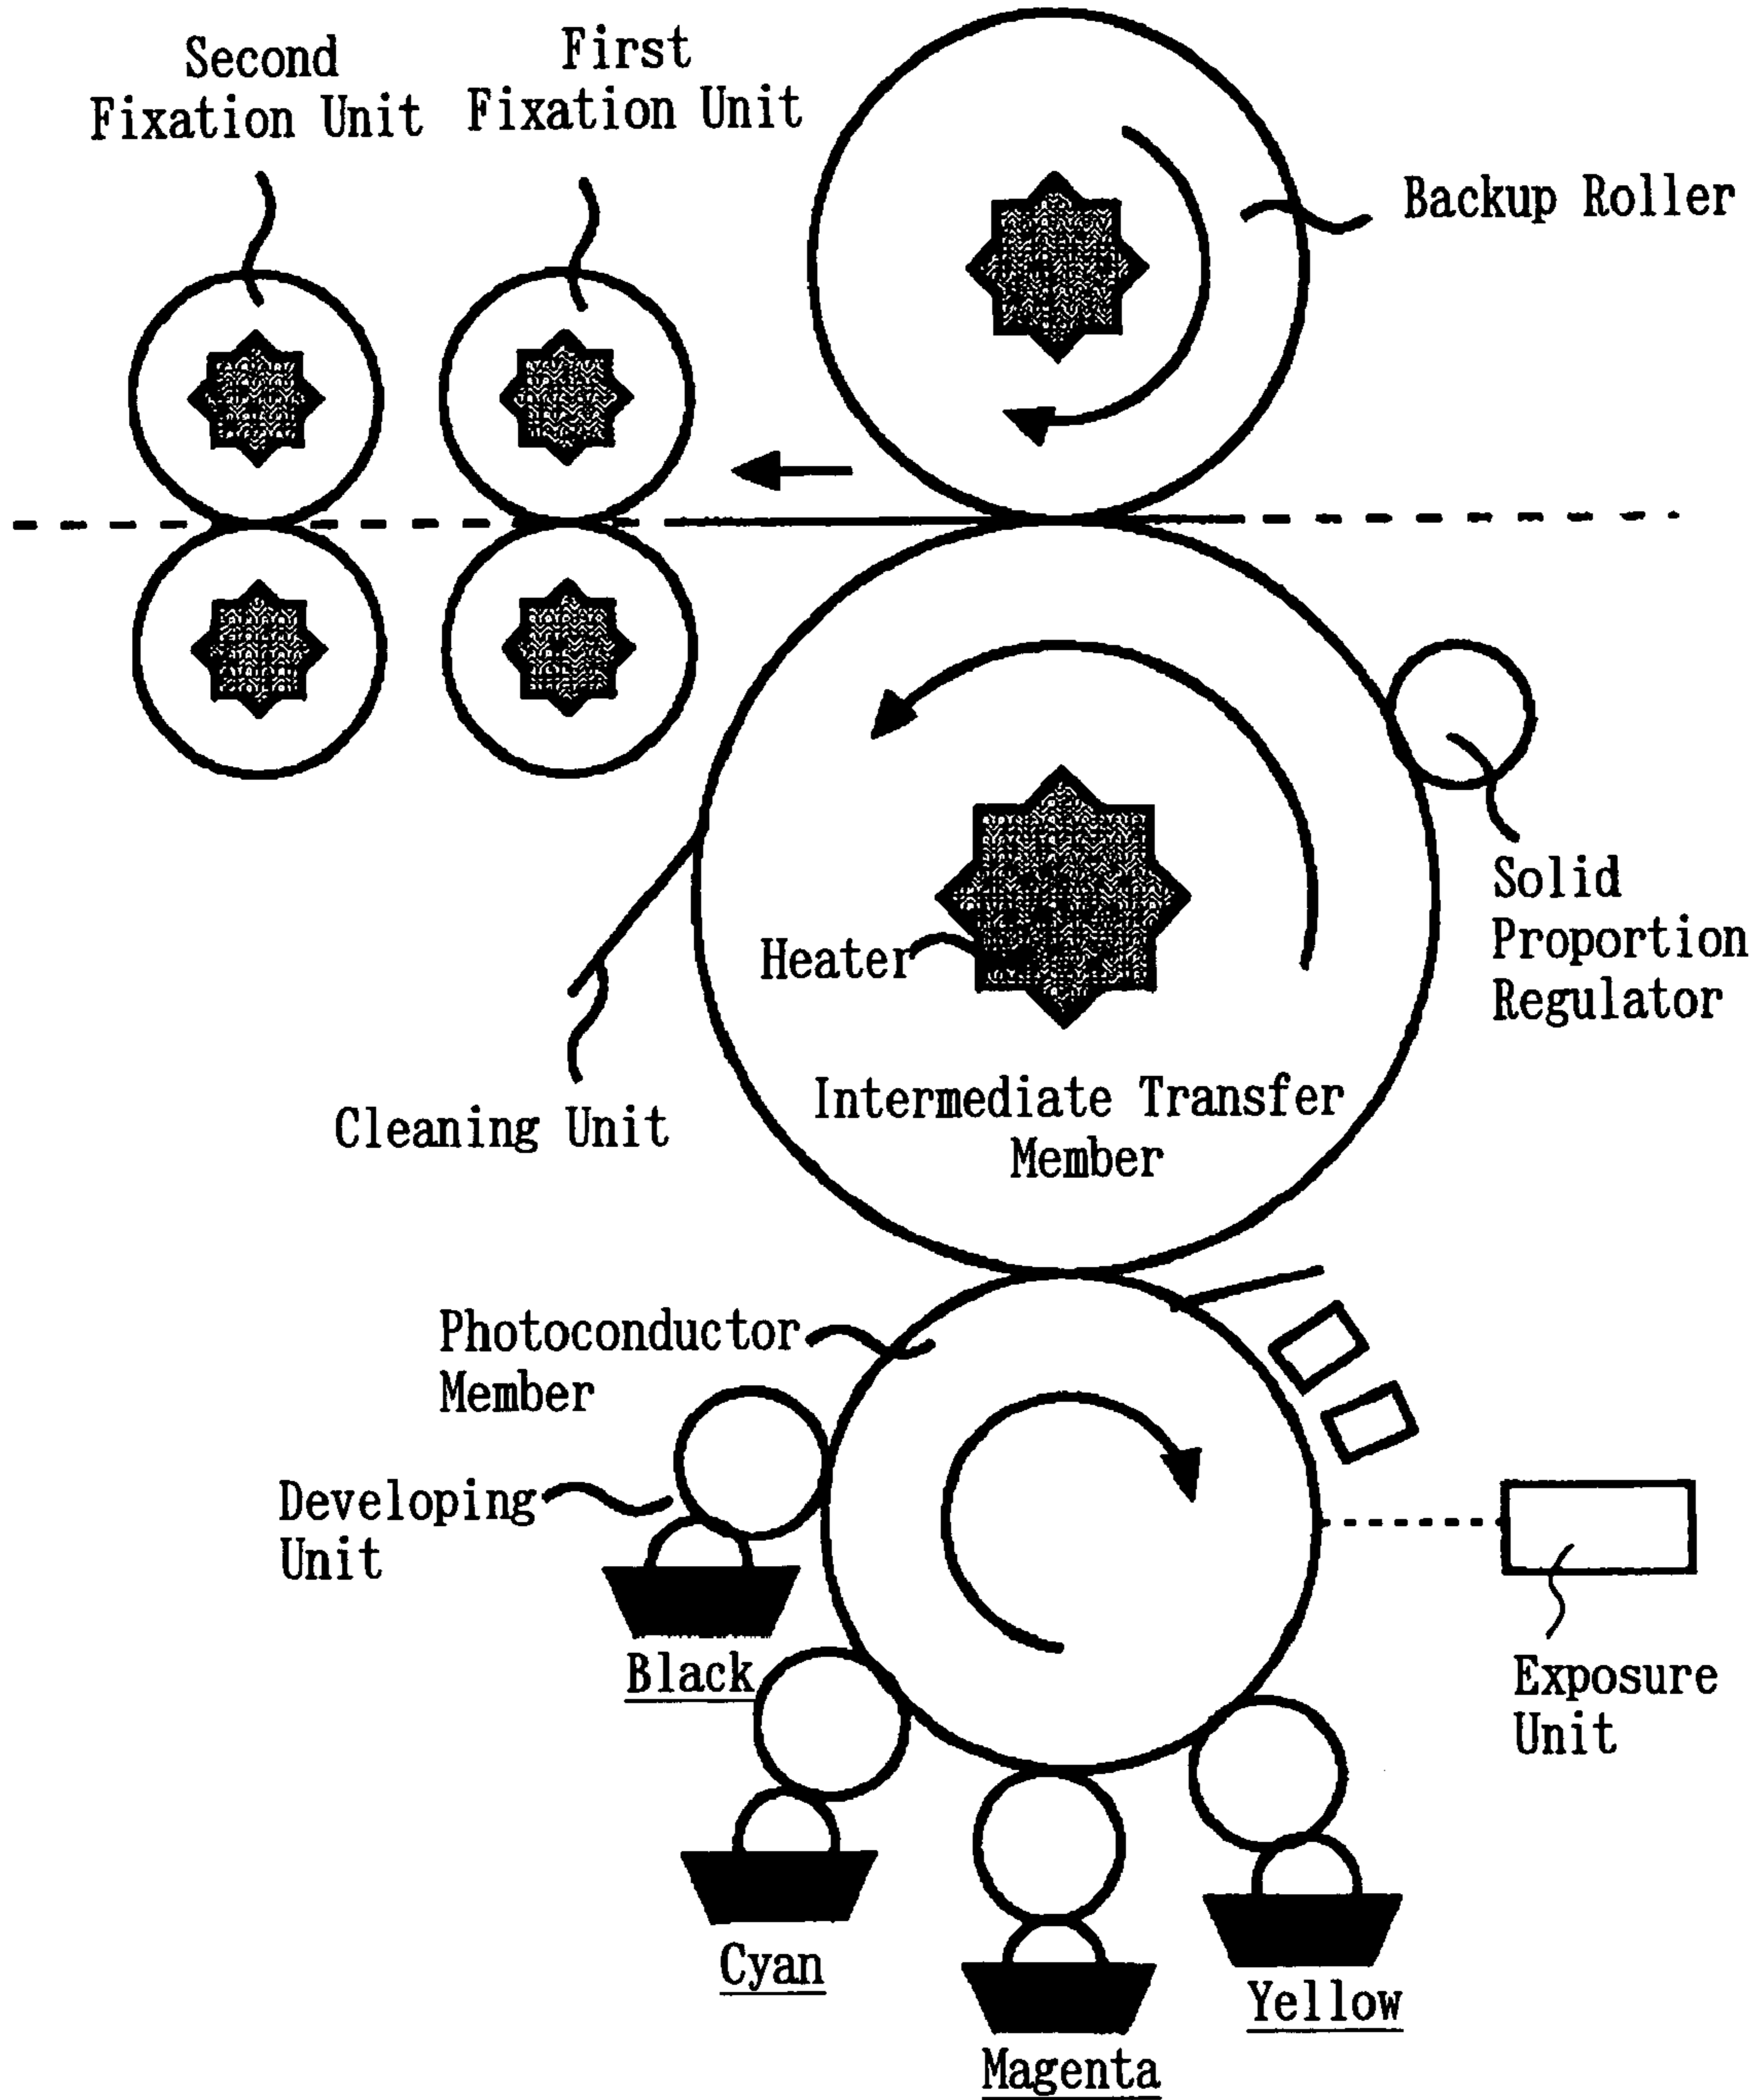 Second
Fixation Unit
First
Fixation Unit
Backup Roller
Solid
Proportion
Regulator
Heater
Intermediate Transfer
Member
Cleaning Unit
Photoconductor
Member
Developing
Unit
Black
Exposure
Unit
Cyan
Yellow
Magenta